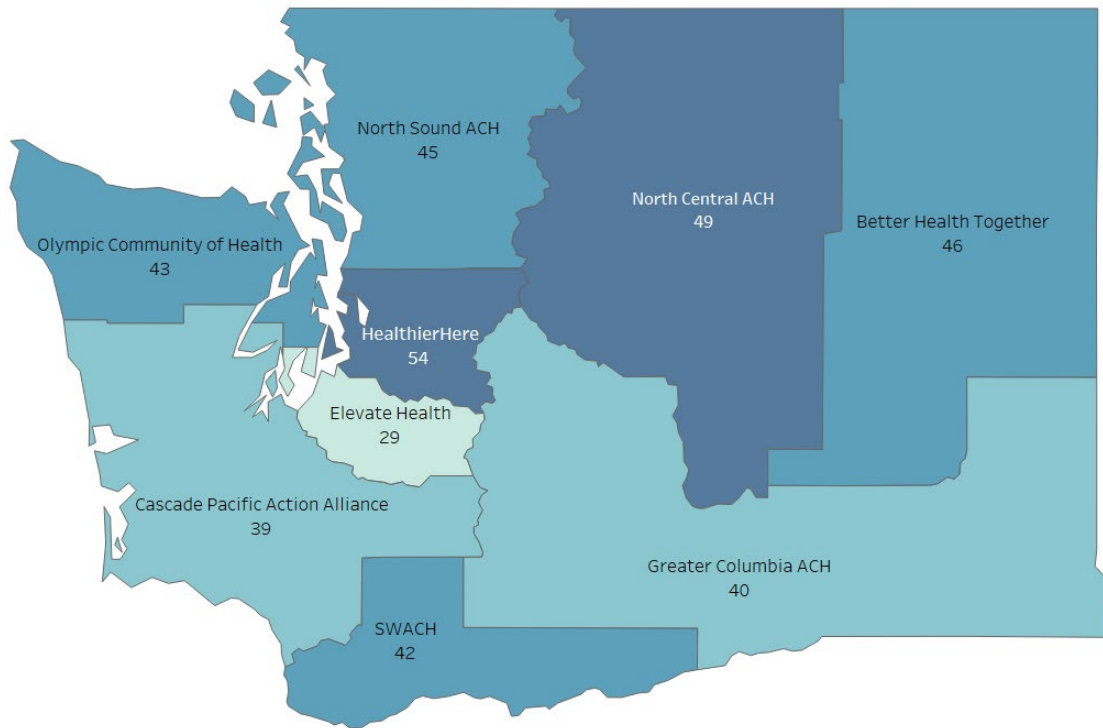 North Sound ACH
45
North Central ACH
49
Better Health Together
46
Olympic Community of Health
43
HealthierHere
54
Elevate Health
29
Cascade Pacific Action Alliance
39
Greater Columbia ACH
40
SWACH
42